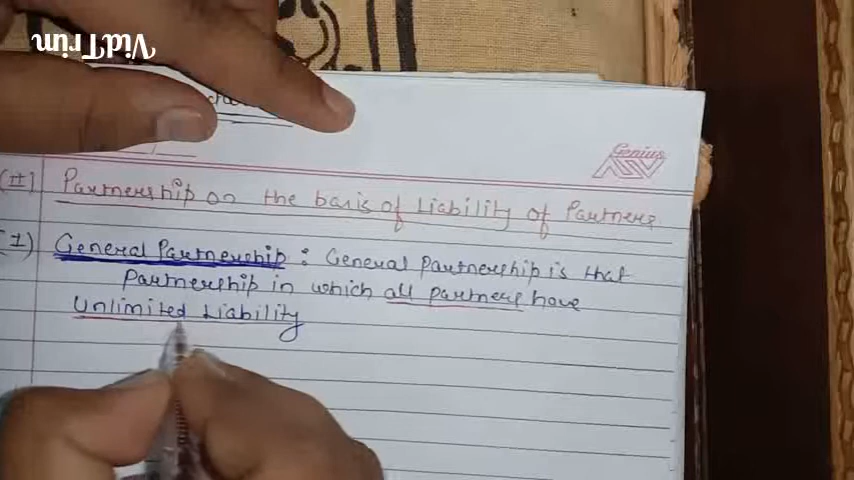 VidTrim
Genius
[II] Partnership on the basis of Liability of Partners
[I) General Partnership : General Partnership is that
Partnership in which all partners have
Unlimited Liability